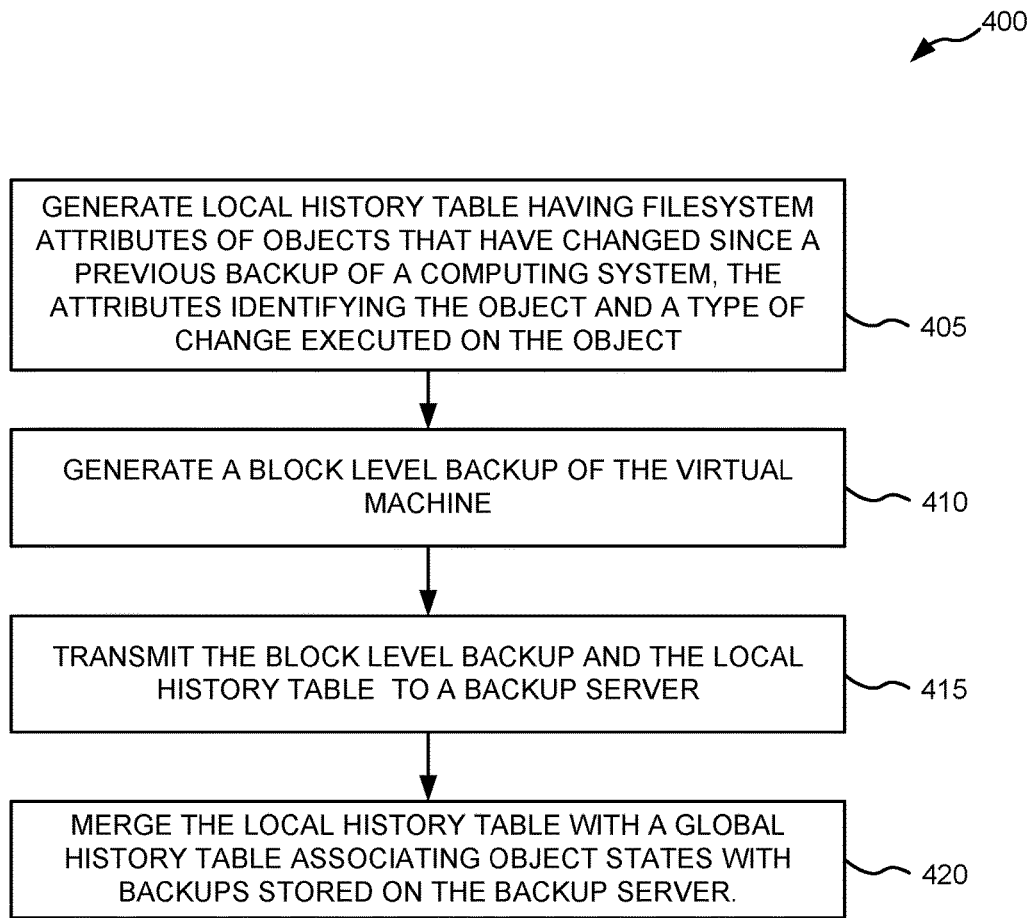 400
GENERATE LOCAL HISTORY TABLE HAVING FILESYSTEM
ATTRIBUTES OF OBJECTS THAT HAVE CHANGED SINCE A
PREVIOUS BACKUP OF A COMPUTING SYSTEM, THE
ATTRIBUTES IDENTIFYING THE OBJECT AND A TYPE OF
CHANGE EXECUTED ON THE OBJECT
405
GENERATE A BLOCK LEVEL BACKUP OF THE VIRTUAL
MACHINE
410
TRANSMIT THE BLOCK LEVEL BACKUP AND THE LOCAL
HISTORY TABLE TO A BACKUP SERVER
415
MERGE THE LOCAL HISTORY TABLE WITH A GLOBAL
HISTORY TABLE ASSOCIATING OBJECT STATES WITH
BACKUPS STORED ON THE BACKUP SERVER.
420